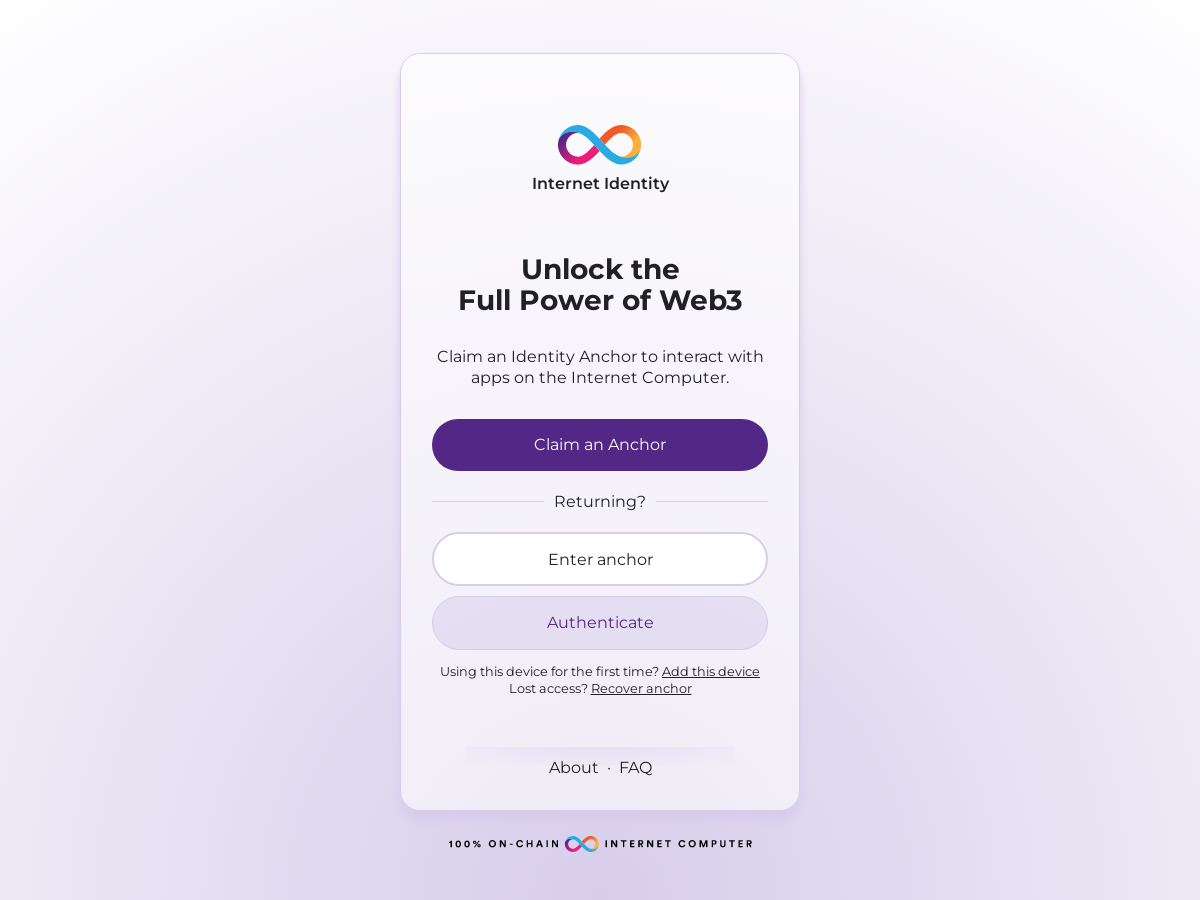 Internet Identity
Unlock the
Full Power of Web3
Claim an Identity Anchor to interact with
apps on the Internet Computer.
Claim an Anchor
Returning?
Enter anchor
Authenticate
Using this device for the first time? Add this device
Lost access? Recover anchor
About · FAQ
100% ON-CHAIN INTERNET COMPUTER